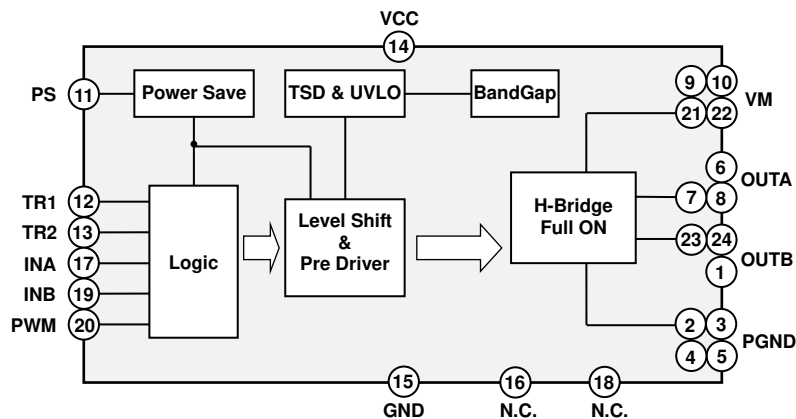 VCC
14
PS
11
Power Save
TSD & UVLO
BandGap
9
10
VM
21
22
6
OUTA
7
8
TR1
12
TR2
13
INA
17
INB
19
PWM
20
Logic
Level Shift
&
Pre Driver
H-Bridge
Full ON
23
24
OUTB
1
2
3
PGND
4
5
15
16
18
GND
N.C.
N.C.